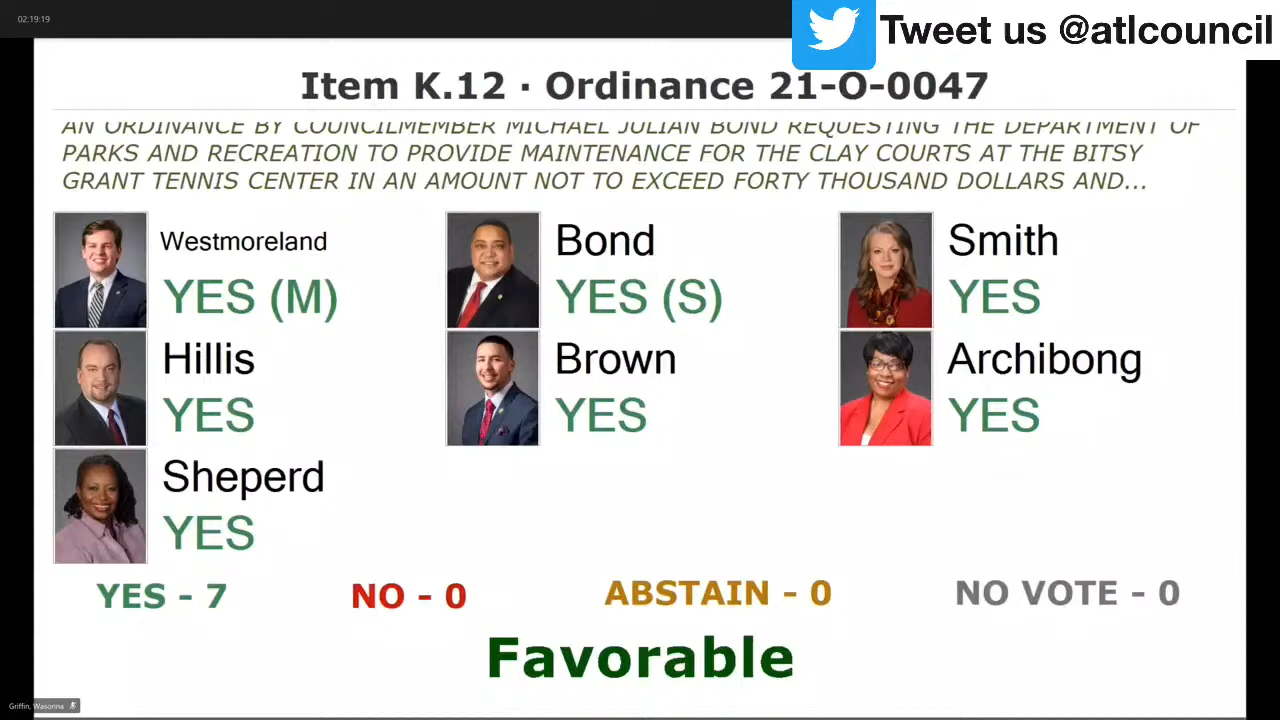 02:19:19
Tweet us @atlcouncil
Item K.12 · Ordinance 21-O-0047
AN ORDINANCE BY COUNCILMEMBER MICHAEL JULIAN BOND REQUESTING THE DEPARTMENT OF
PARKS AND RECREATION TO PROVIDE MAINTENANCE FOR THE CLAY COURTS AT THE BITSY
GRANT TENNIS CENTER IN AN AMOUNT NOT TO EXCEED FORTY THOUSAND DOLLARS AND...
Westmoreland
YES (M)
Bond
YES (S)
Smith
YES
Hillis
YES
Brown
YES
Archibong
YES
Sheperd
YES
YES - 7
NO - 0
ABSTAIN - 0
NO VOTE - 0
Favorable
Griffin, Wasonna